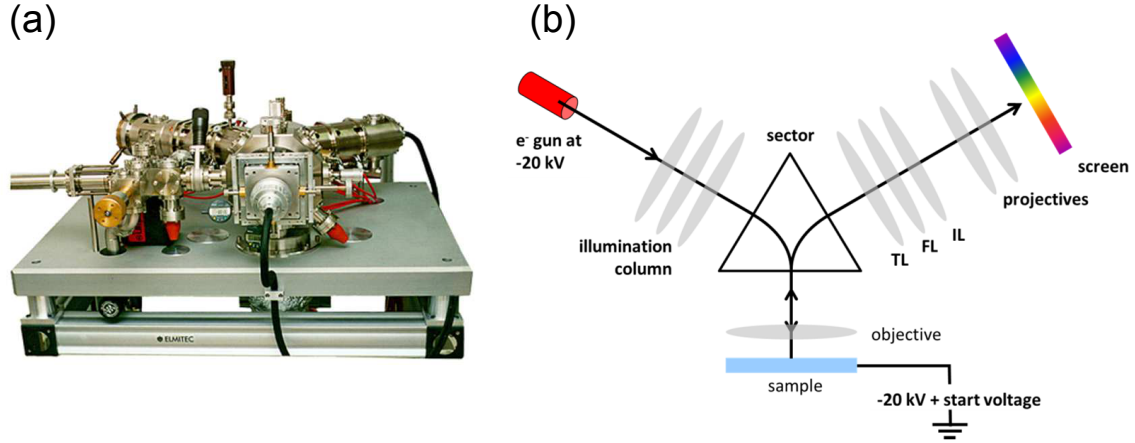 (a)
ELMITEC
(b)
e- gun at
-20 kV
sector
illumination
column
TL
FL
IL
projectives
screen
objective
sample
-20 kV + start voltage